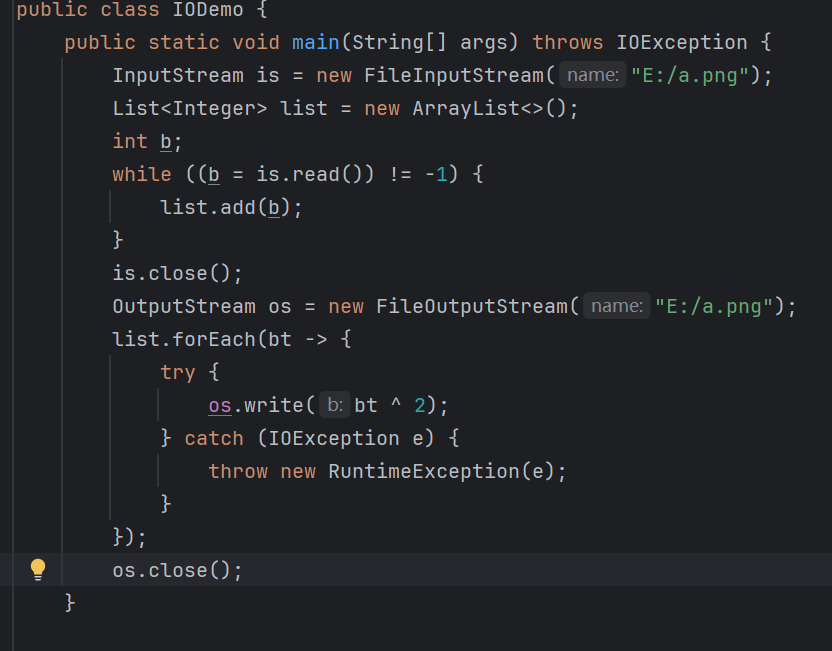 public class IODemo {
public static void main(String[] args) throws IOException {
InputStream is = new FileInputStream( name: "E:/a.png");
List<Integer> list = new ArrayList<>();
int b;
while ((b = is.read()) != -1) {
list.add(b);
}
is.close();
OutputStream os = new FileOutputStream( name: "E:/a.png");
list.forEach(bt -> {
try {
os.write( b: bt ^ 2);
} catch (IOException e) {
throw new RuntimeException(e);
}
});
os.close();
}